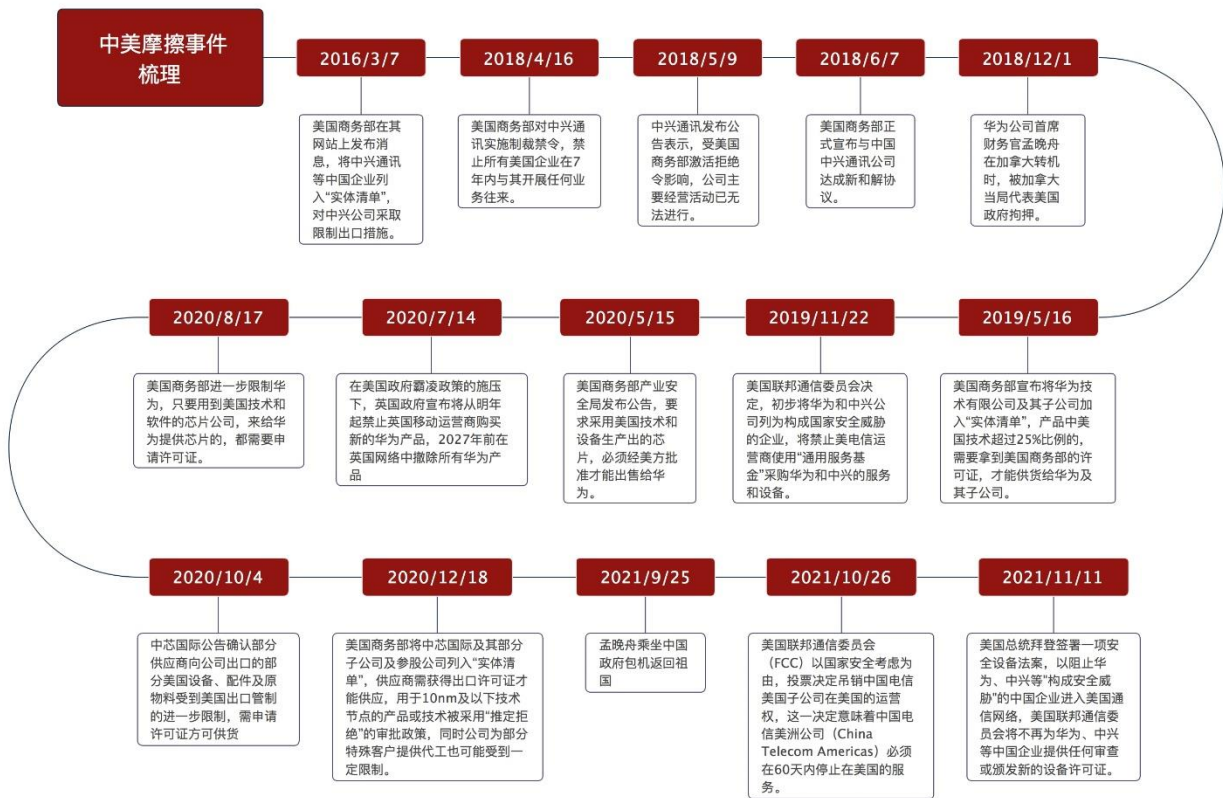 中美摩擦事件
梳理
2016/3/7
美国商务部在其
网站上发布消
息，将中兴通讯
等中国企业列
入“实体清单”，
对中兴公司采取
限制出口措施。
2018/4/16
美国商务部对中兴通
讯实施制裁禁令，禁
止所有美国企业在7
年内与其开展任何业
务往来。
2018/5/9
中兴通讯发布公
告表示，受美国
商务部激活拒绝
令影响，公司主
要经营活动已无
法进行。
2018/6/7
美国商务部正
式宣布与中国
中兴通讯公司
达成新和解协
议。
2018/12/1
华为公司首席
财务官孟晚舟
在加拿大转机
时，被加拿大
当局代表美国
政府拘押。
2019/5/16
美国商务部宣布将华为技
术有限公司及其子公司加
入“实体清单”，产品中美
国技术超过25%比例的，
需要拿到美国商务部的许
可证，才能供货给华为及
其子公司。
2019/11/22
美国联邦通信委员会决
定，初步将华为和中兴公
司列为构成国家安全威胁
的企业，将禁止美电信运
营商使用“通用服务基
金”采购华为和中兴的服务
和设备。
2020/5/15
美国商务部产业安
全局发布公告，要
求采用美国技术和
设备生产出的芯
片，必须经美方批
准才能出售给华
为。
2020/7/14
在美国政府霸凌政策的施压
下，英国政府宣布将从明年
起禁止英国移动运营商购买
新的华为产品，2027年前在
英国网络中撤除所有华为产
品
2020/8/17
美国商务部进一步限制华
为，只要用到美国技术和
软件的芯片公司，来给华
为提供芯片的，都需要申
请许可证。
2020/10/4
中芯国际公告确认部分
供应商向公司出口的部
分美国设备、配件及原
物料受到美国出口管制
的进一步限制，需申请
许可证方可供货
2020/12/18
美国商务部将中芯国际及其部分
子公司及参股公司列入“实体清
单”，供应商需获得出口许可证才
能供应，用于10nm及以下技术
节点的产品或技术被采用“推定拒
绝”的审批政策，同时公司为部分
特殊客户提供代工也可能受到一
定限制。
2021/9/25
孟晚舟乘坐中国
政府包机返回祖
国
2021/10/26
美国联邦通信委员会
（FCC）以国家安全考虑为
由，投票决定吊销中国电信
美国子公司在美国的运营
权，这一决定意味着中国电
信美洲公司（China
Telecom Americas）必须
在60天内停止在美国的服
务。
2021/11/11
美国总统拜登签署一项安
全设备法案，以阻止华
为、中兴等“构成安全威
胁”的中国企业进入美国通
信网络，美国联邦通信委
员会将不再为华为、中兴
等中国企业提供任何审查
或颁发新的设备许可证。